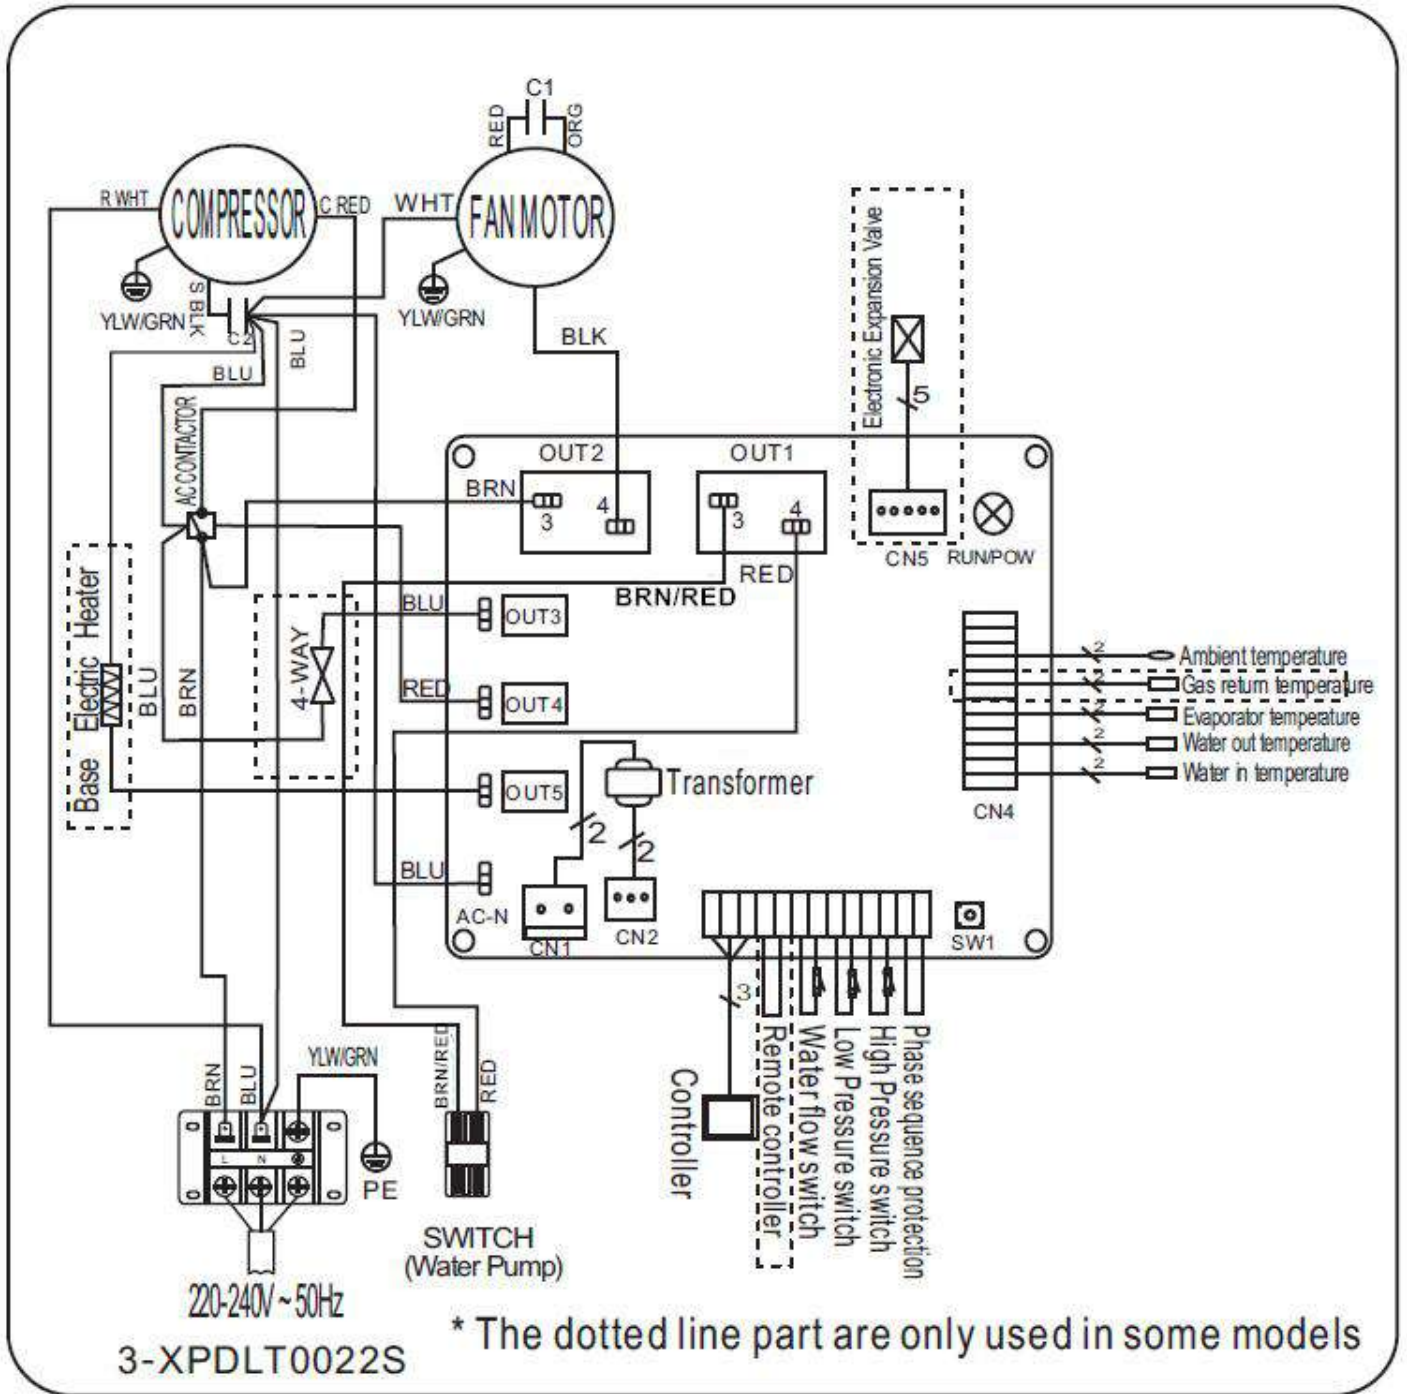 C1
RED
ORG
R WHT
COMPRESSOR
C RED
WHT
FAN MOTOR
YLW/GRN
S BLK
C2
BLU
BLU
YLW/GRN
BLK
Electronic Expansion Valve
5
CN5
RUN/POW
AC CONTACTOR
OUT2
OUT1
BRN
3
4
3
4
RED
BRN/RED
BLU
OUT3
4-WAY
RED
OUT4
OUT5
Base Electric Heater
BLU
BRN
Transformer
2
2
BLU
AC-N
CN1
CN2
SW1
CN4
2
Ambient temperature
2
Gas return temperature
2
Evaporator temperature
2
Water out temperature
2
Water in temperature
3
Controller
Remote controller
Water flow switch
Low Pressure switch
High Pressure switch
Phase sequence protection
BRN
BLU
YLW/GRN
BRN/RED
RED
L
N
PE
SWITCH
(Water Pump)
220-240V ~ 50Hz
3-XPDLT0022S
* The dotted line part are only used in some models